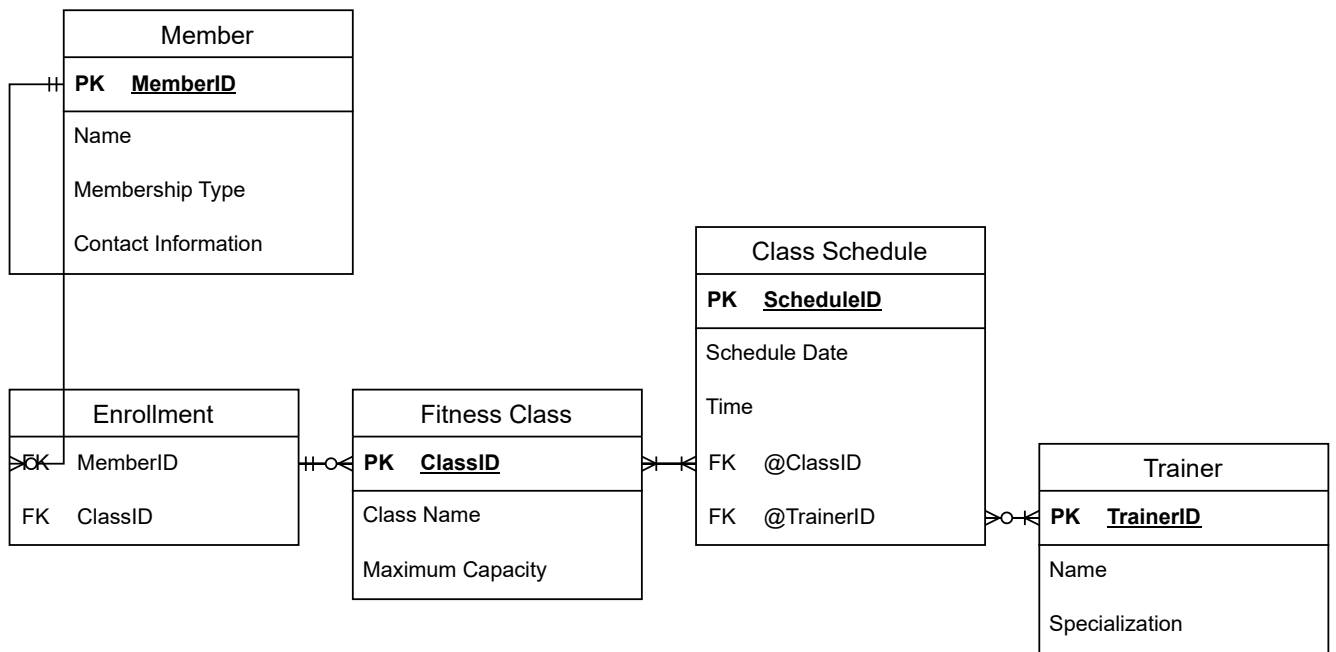 Member
PK MemberID
Name
Membership Type
Contact Information
Enrollment
FK MemberID
FK ClassID
Fitness Class
PK ClassID
Class Name
Maximum Capacity
Class Schedule
PK ScheduleID
Schedule Date
Time
FK @ClassID
FK @TrainerID
Trainer
PK TrainerID
Name
Specialization